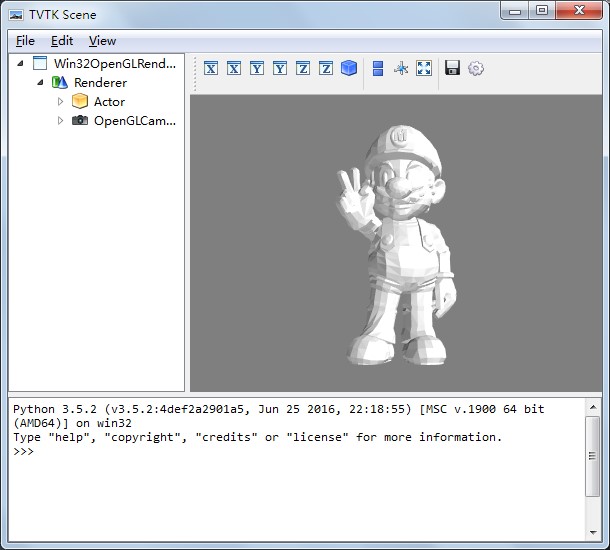 TVTK Scene
File Edit View
Win32OpenGLRend...
Renderer
Actor
OpenGLCam...
X X Y Y Z Z
M
Python 3.5.2 (v3.5.2:4def2a2901a5, Jun 25 2016, 22:18:55) [MSC v.1900 64 bit
(AMD64)] on win32
Type "help", "copyright", "credits" or "license" for more information.
>>>